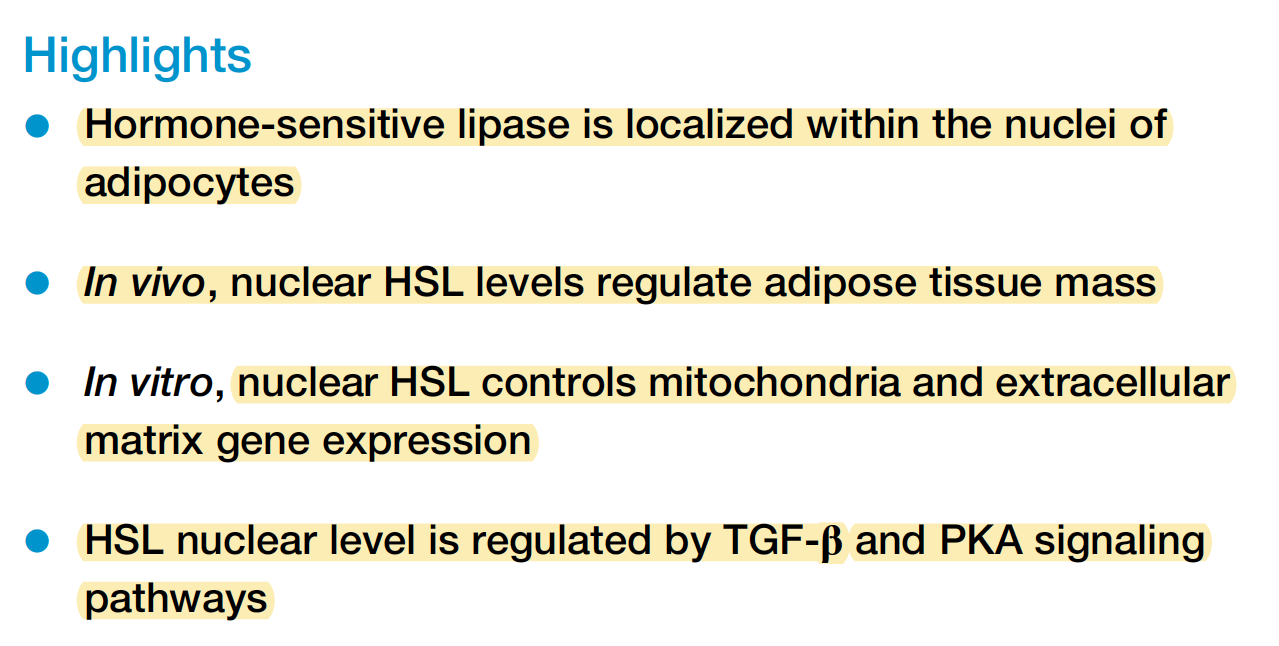 Highlights
● Hormone-sensitive lipase is localized within the nuclei of
adipocytes
● In vivo, nuclear HSL levels regulate adipose tissue mass
● In vitro, nuclear HSL controls mitochondria and extracellular
matrix gene expression
● HSL nuclear level is regulated by TGF-β and PKA signaling
pathways